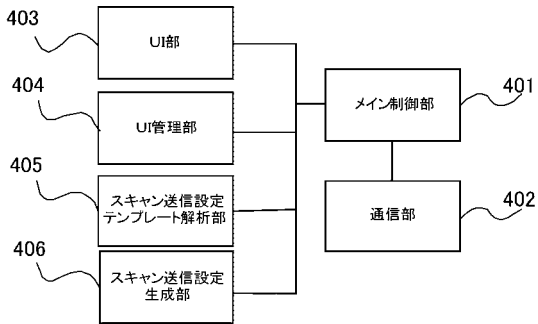 403
UI部
404
UI管理部
405
スキャン送信設定
テンプレート解析部
406
スキャン送信設定
生成部
メイン制御部
401
通信部
402